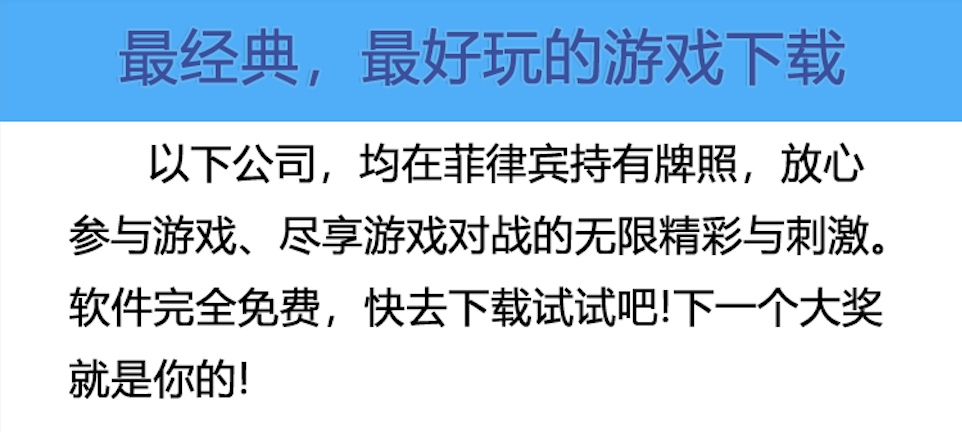 最经典，最好玩的游戏下载
以下公司，均在菲律宾持有牌照，放心
参与游戏、尽享游戏对战的无限精彩与刺激。
软件完全免费，快去下载试试吧!下一个大奖
就是你的!